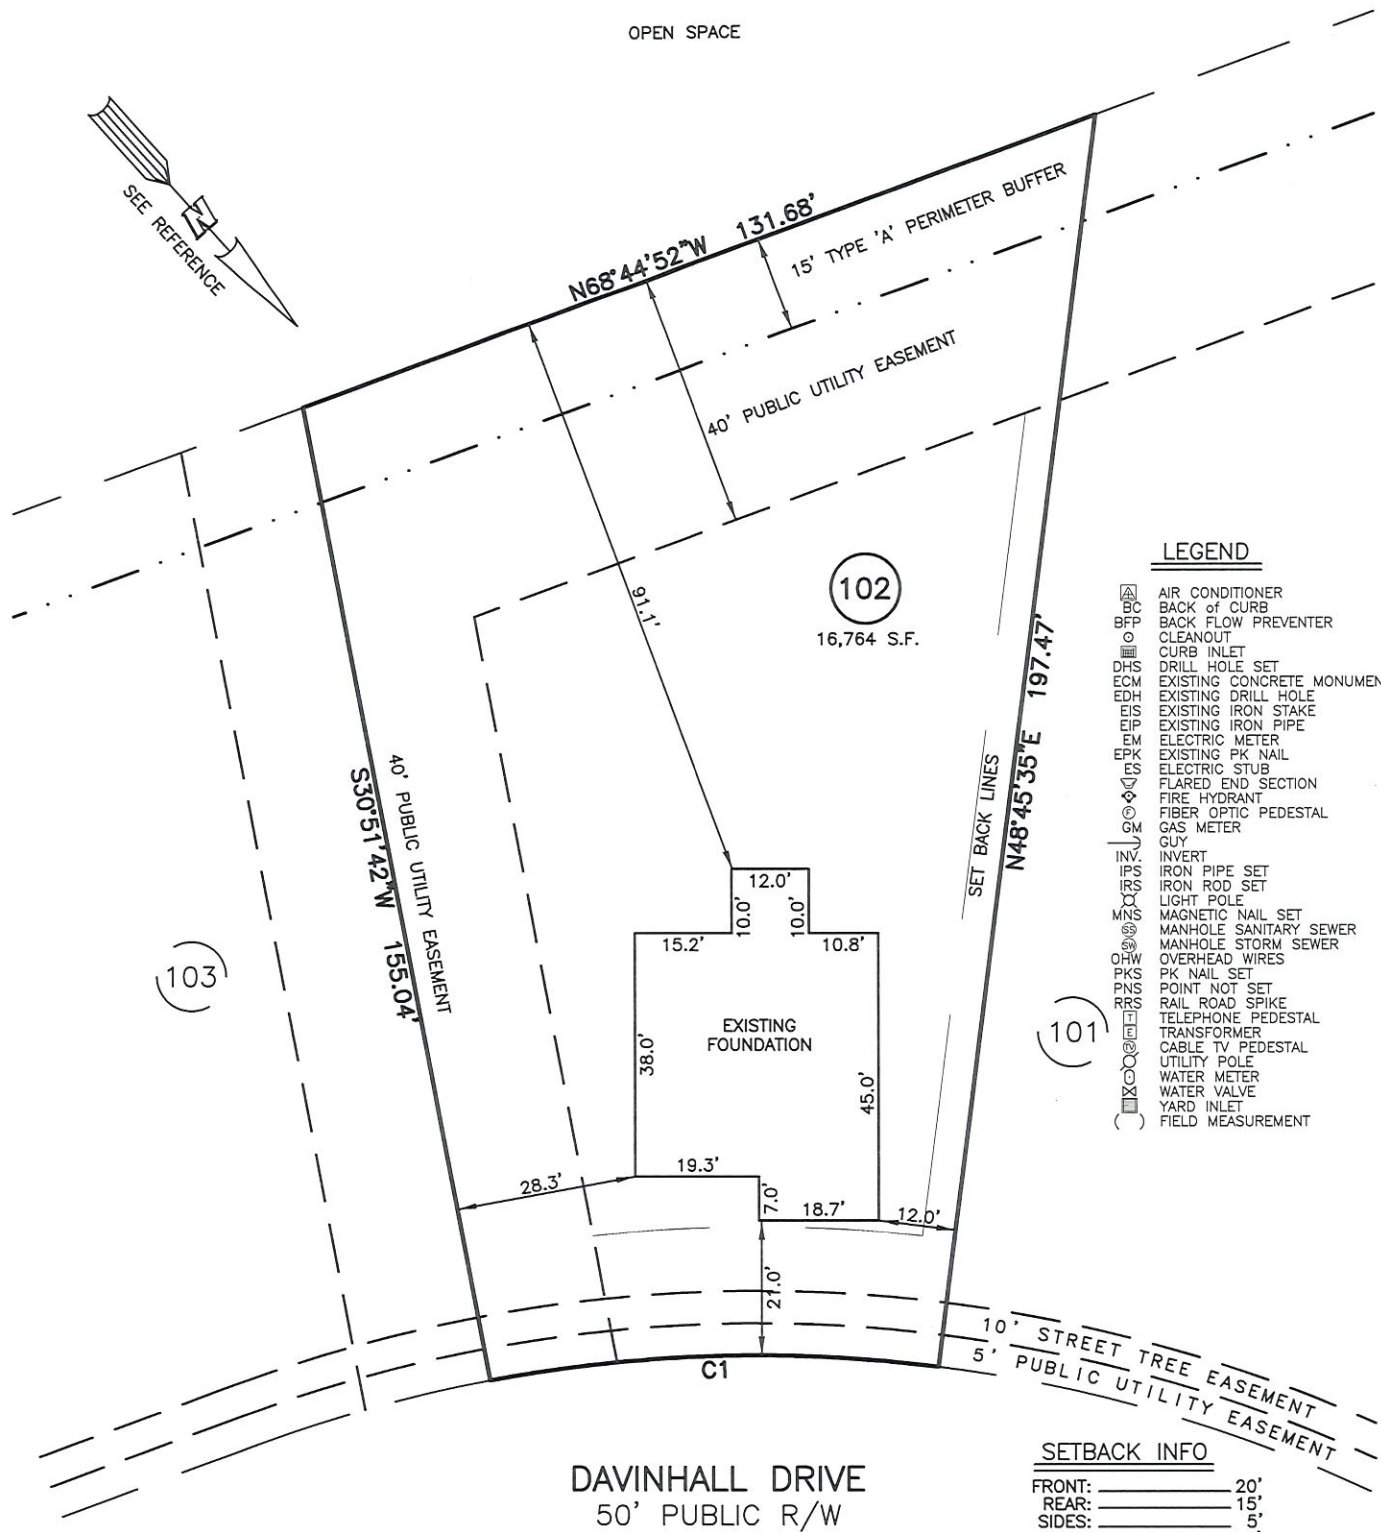 OPEN SPACE
N
SEE REFERENCE
N68°44'52"W 131.68'
15' TYPE 'A' PERIMETER BUFFER
40' PUBLIC UTILITY EASEMENT
91.1'
102
16,764 S.F.
S30°51'42"W 155.04'
40' PUBLIC UTILITY EASEMENT
N48°45'35"E 197.47'
SET BACK LINES
103
101
12.0'
10.0'
10.0'
15.2'
10.8'
EXISTING
FOUNDATION
38.0'
45.0'
19.3'
7.0'
18.7'
28.3'
12.0'
21.0'
C1
10' STREET TREE EASEMENT
5' PUBLIC UTILITY EASEMENT
DAVINHALL DRIVE
50' PUBLIC R/W
LEGEND
A AIR CONDITIONER
BC BACK of CURB
BFP BACK FLOW PREVENTER
CLEANOUT
CURB INLET
DHS DRILL HOLE SET
ECM EXISTING CONCRETE MONUMEN
EDH EXISTING DRILL HOLE
EIS EXISTING IRON STAKE
EIP EXISTING IRON PIPE
EM ELECTRIC METER
EPK EXISTING PK NAIL
ES ELECTRIC STUB
FLARED END SECTION
FIRE HYDRANT
F FIBER OPTIC PEDESTAL
GM GAS METER
GUY
INV. INVERT
IPS IRON PIPE SET
IRS IRON ROD SET
LIGHT POLE
MNS MAGNETIC NAIL SET
SS MANHOLE SANITARY SEWER
SW MANHOLE STORM SEWER
OHW OVERHEAD WIRES
PKS PK NAIL SET
PNS POINT NOT SET
RRS RAIL ROAD SPIKE
T TELEPHONE PEDESTAL
E TRANSFORMER
TV CABLE TV PEDESTAL
UTILITY POLE
WATER METER
WATER VALVE
YARD INLET
( ) FIELD MEASUREMENT
SETBACK INFO
FRONT: 20'
REAR: 15'
SIDES: 5'